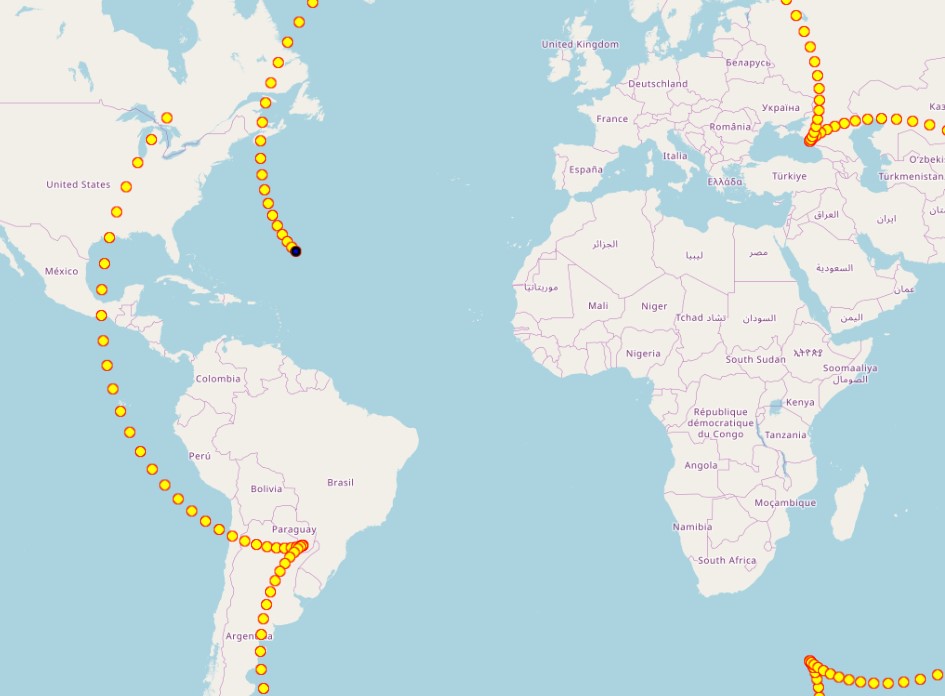 United Kingdom
Беларусь
Deutschland
Каз
Україна
France
România
Italia
O'zbekis
España
Ελλάδα
Türkiye
Türkmenistan
United States
ایران
العراق
الجزائر
ليبيا
مصر
México
السعودية
موريتانيا
عمان
Mali
Niger
Tchad تشاد
السودان
اليمن
Nigeria
South Sudan
ኢትዮጵያ
Soomaaliya
الصومال
Colombia
Kenya
République
démocratique
du Congo
Tanzania
Perú
Angola
Brasil
Bolivia
Moçambique
Namibia
Paraguay
South Africa
Argentina